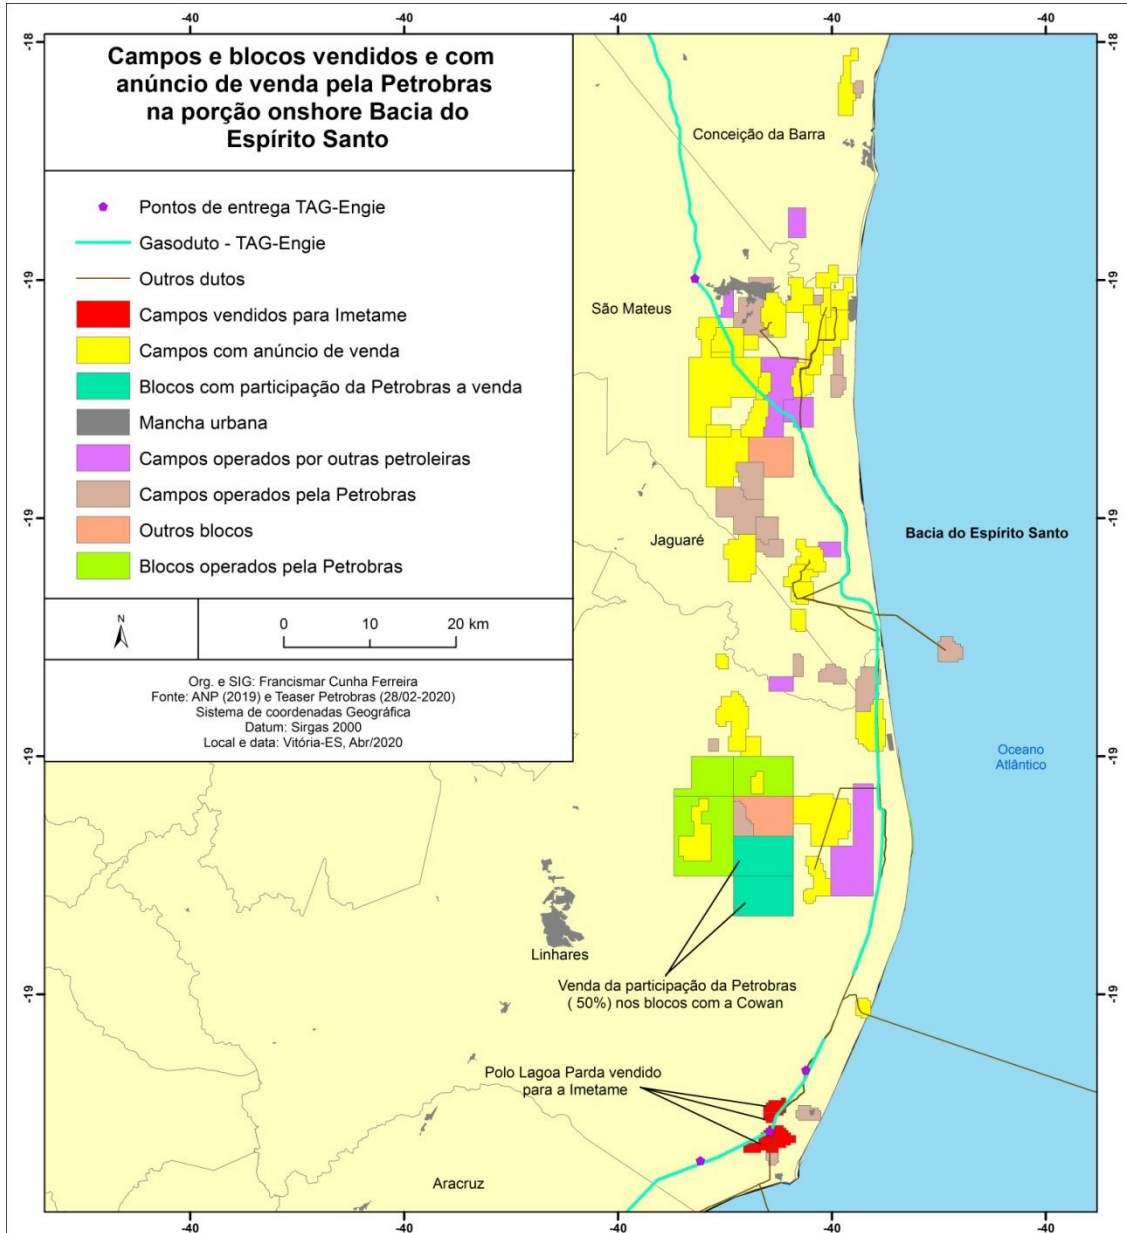 -40 -40 -40 -40 -40
-18 -18
Campos e blocos vendidos e com
anúncio de venda pela Petrobras
na porção onshore Bacia do
Espírito Santo
Pontos de entrega TAG-Engie
Gasoduto - TAG-Engie
Outros dutos
Campos vendidos para Imetame
Campos com anúncio de venda
Blocos com participação da Petrobras a venda
Mancha urbana
Campos operados por outras petroleiras
Campos operados pela Petrobras
Outros blocos
Blocos operados pela Petrobras
N
0 10 20 km
Org. e SIG: Francismar Cunha Ferreira
Fonte: ANP (2019) e Teaser Petrobras (28/02-2020)
Sistema de coordenadas Geográfica
Datum: Sirgas 2000
Local e data: Vitória-ES, Abr/2020
Conceição da Barra
-19 -19
São Mateus
-19 -19
Jaguaré
Bacia do Espírito Santo
-19 -19
Oceano
Atlântico
Linhares
Venda da participação da Petrobras
( 50%) nos blocos com a Cowan
-19 -19
Polo Lagoa Parda vendido
para a Imetame
Aracruz
-40 -40 -40 -40 -40